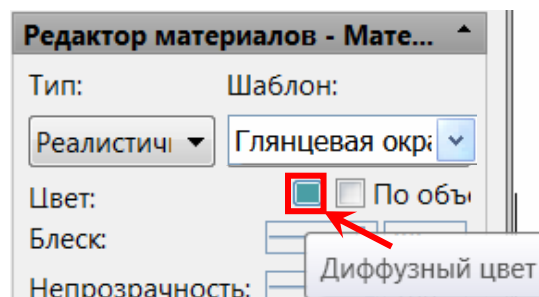 Редактор материалов - Мате...
Тип: Шаблон:
Реалистич Глянцевая окра
Цвет: По объ
Блеск:
Диффузный цвет
Непрозрачность: